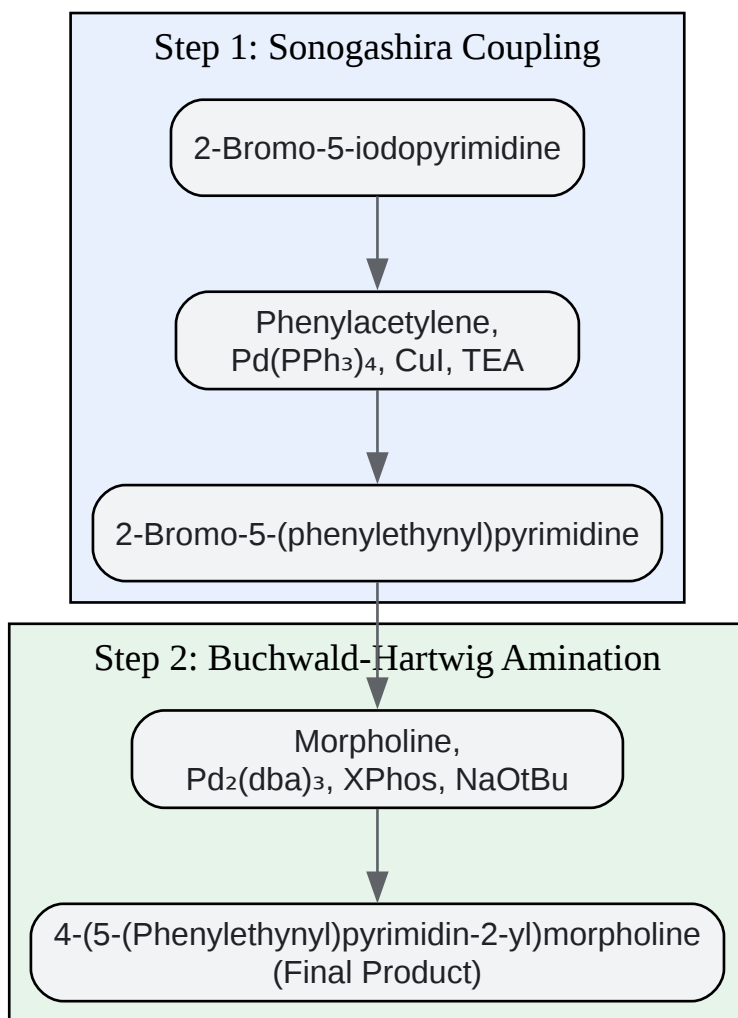 Step 1: Sonogashira Coupling
2-Bromo-5-iodopyrimidine
Phenylacetylene,
Pd(PPh₃)₄, CuI, TEA
2-Bromo-5-(phenylethynyl)pyrimidine
Step 2: Buchwald-Hartwig Amination
Morpholine,
Pd₂(dba)₃, XPhos, NaOtBu
4-(5-(Phenylethynyl)pyrimidin-2-yl)morpholine
(Final Product)